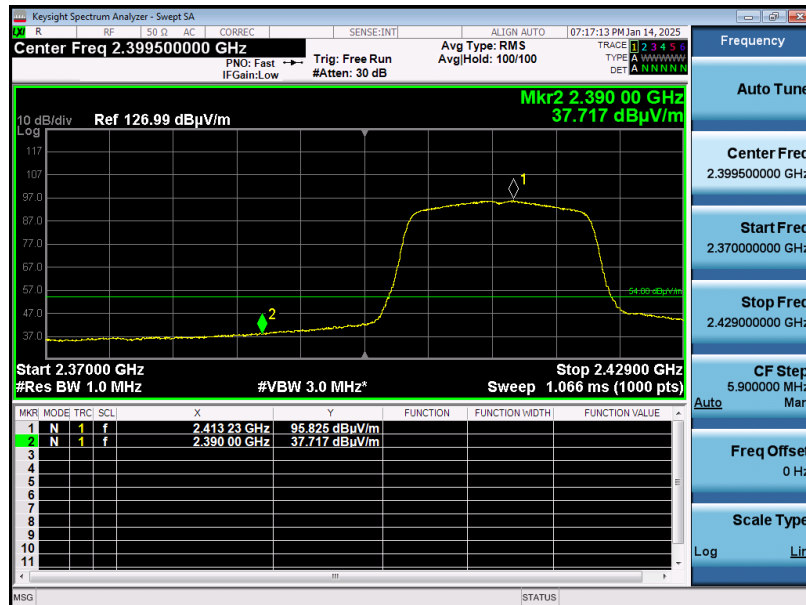 Keysight Spectrum Analyzer - Swept SA
LXI R RF 50 Ω AC CORREC SENSE:INT ALIGN AUTO 07:17:13 PM Jan 14, 2025
Center Freq 2.399500000 GHz
PNO: Fast
IFGain:Low
Trig: Free Run
#Atten: 30 dB
Avg Type: RMS
Avg|Hold: 100/100
TRACE 1 2 3 4 5 6
TYPE A WWWWW
DET A N N N N N
Mkr2 2.390 00 GHz
37.717 dBµV/m
10 dB/div Ref 126.99 dBµV/m
Log
117
107
97.0
87.0
77.0
67.0
57.0
47.0
37.0
1
2
54.00 dBµV/m
Start 2.37000 GHz Stop 2.42900 GHz
#Res BW 1.0 MHz #VBW 3.0 MHz* Sweep 1.066 ms (1000 pts)
MKR MODE TRC SCL X Y FUNCTION FUNCTION WIDTH FUNCTION VALUE
1 N 1 f 2.413 23 GHz 95.825 dBµV/m
2 N 1 f 2.390 00 GHz 37.717 dBµV/m
3
4
5
6
7
8
9
10
11
MSG STATUS
Frequency
Auto Tune
Center Freq
2.399500000 GHz
Start Freq
2.370000000 GHz
Stop Freq
2.429000000 GHz
CF Step
5.900000 MHz
Auto Man
Freq Offset
0 Hz
Scale Type
Log Lin